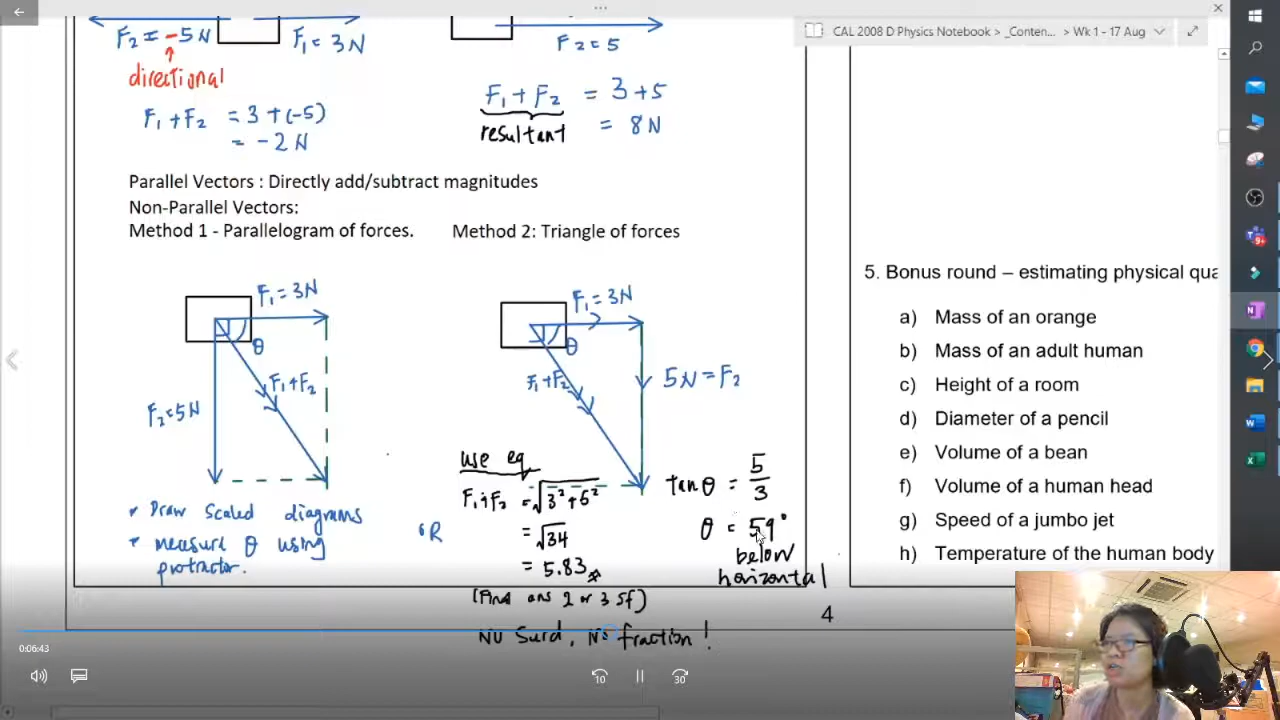 CAL 2008 D Physics Notebook > _Conten... > Wk 1 - 17 Aug
F₂ = -5 N
F₁ = 3N
directional
F₁ + F₂ = 3 + (-5)
= -2 N
F₂ = 5
F₁ + F₂ = 3 + 5
resultant = 8N
Parallel Vectors : Directly add/subtract magnitudes
Non-Parallel Vectors:
Method 1 - Parallelogram of forces.
Method 2: Triangle of forces
F₁ = 3N
θ
F₁+F₂
F₂=5N
* Draw scaled diagrams
* measure θ using
protractor.
OR
F₁ = 3N
θ
F₁+F₂
5N = F₂
use eq
F₁+F₂ = √3²+5²
= √34
= 5.83
(Final ans 2 or 3 sf)
No Surd, No fraction !
tanθ = 5/3
θ = 59°
below
horizontal
4
5. Bonus round – estimating physical qua
a) Mass of an orange
b) Mass of an adult human
c) Height of a room
d) Diameter of a pencil
e) Volume of a bean
f) Volume of a human head
g) Speed of a jumbo jet
h) Temperature of the human body
0:06:43
10
30
9+